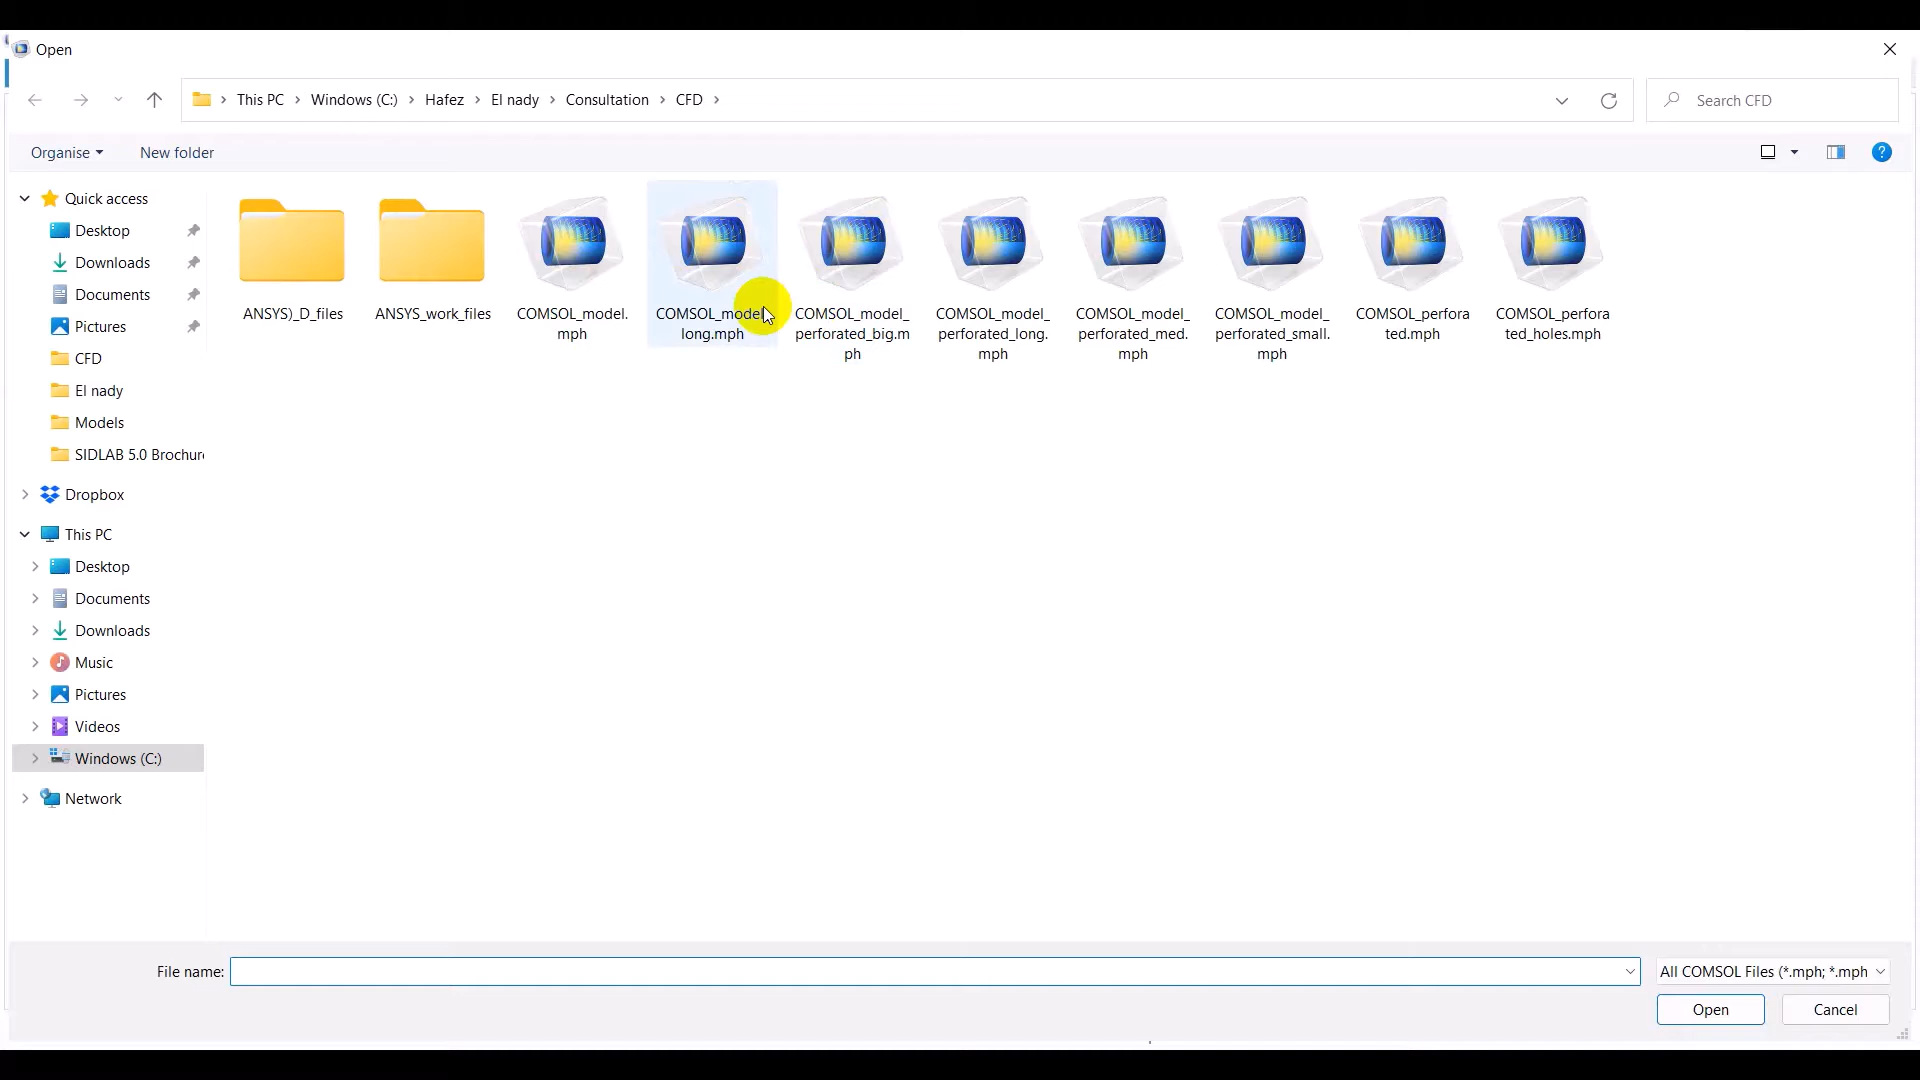 Open
This PC
Windows (C:)
Hafez
El nady
Consultation
CFD
Search CFD
Organise
New folder
Quick access
Desktop
Downloads
Documents
Pictures
CFD
El nady
Models
SIDLAB 5.0 Brochur
Dropbox
This PC
Desktop
Documents
Downloads
Music
Pictures
Videos
Windows (C:)
Network
ANSYS)_D_files
ANSYS_work_files
COMSOL_model.
mph
COMSOL_model_
long.mph
COMSOL_model_
perforated_big.m
ph
COMSOL_model_
perforated_long.
mph
COMSOL_model_
perforated_med.
mph
COMSOL_model_
perforated_small.
mph
COMSOL_perfora
ted.mph
COMSOL_perfora
ted_holes.mph
File name:
All COMSOL Files (*.mph; *.mph
Open
Cancel